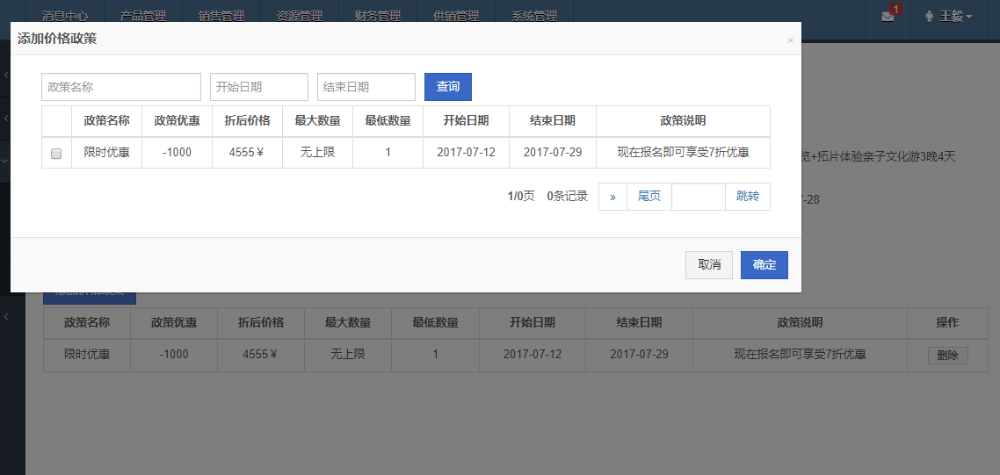 消息中心 产品管理 销售管理 资源管理 财务管理 供销管理 系统管理 1 王毅
添加价格政策 ×
政策名称 开始日期 结束日期 查询
政策名称 政策优惠 折后价格 最大数量 最低数量 开始日期 结束日期 政策说明
限时优惠 -1000 4555￥ 无上限 1 2017-07-12 2017-07-29 现在报名即可享受7折优惠
览+拓片体验亲子文化游3晚4天
1/0页 0条记录 » 尾页 跳转
7-28
取消 确定
政策名称 政策优惠 折后价格 最大数量 最低数量 开始日期 结束日期 政策说明 操作
限时优惠 -1000 4555￥ 无上限 1 2017-07-12 2017-07-29 现在报名即可享受7折优惠 删除